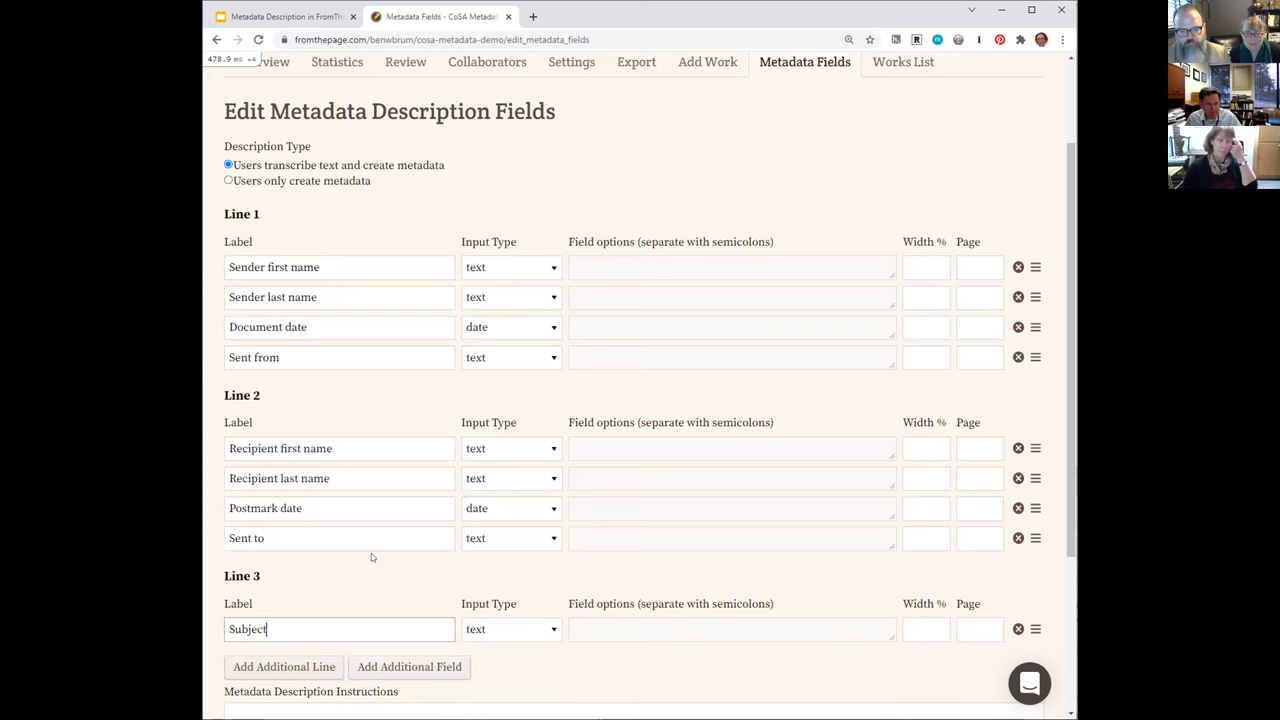 Metadata Description in FromTh
Metadata Fields - CoSA Metadat
fromthepage.com/benwbrum/cosa-metadata-demo/edit_metadata_fields
478.9 ms ×4
view Statistics Review Collaborators Settings Export Add Work Metadata Fields Works List
Edit Metadata Description Fields
Description Type
Users transcribe text and create metadata
Users only create metadata
Line 1
Label Input Type Field options (separate with semicolons) Width % Page
Sender first name text
Sender last name text
Document date date
Sent from text
Line 2
Label Input Type Field options (separate with semicolons) Width % Page
Recipient first name text
Recipient last name text
Postmark date date
Sent to text
Line 3
Label Input Type Field options (separate with semicolons) Width % Page
Subject text
Add Additional Line Add Additional Field
Metadata Description Instructions